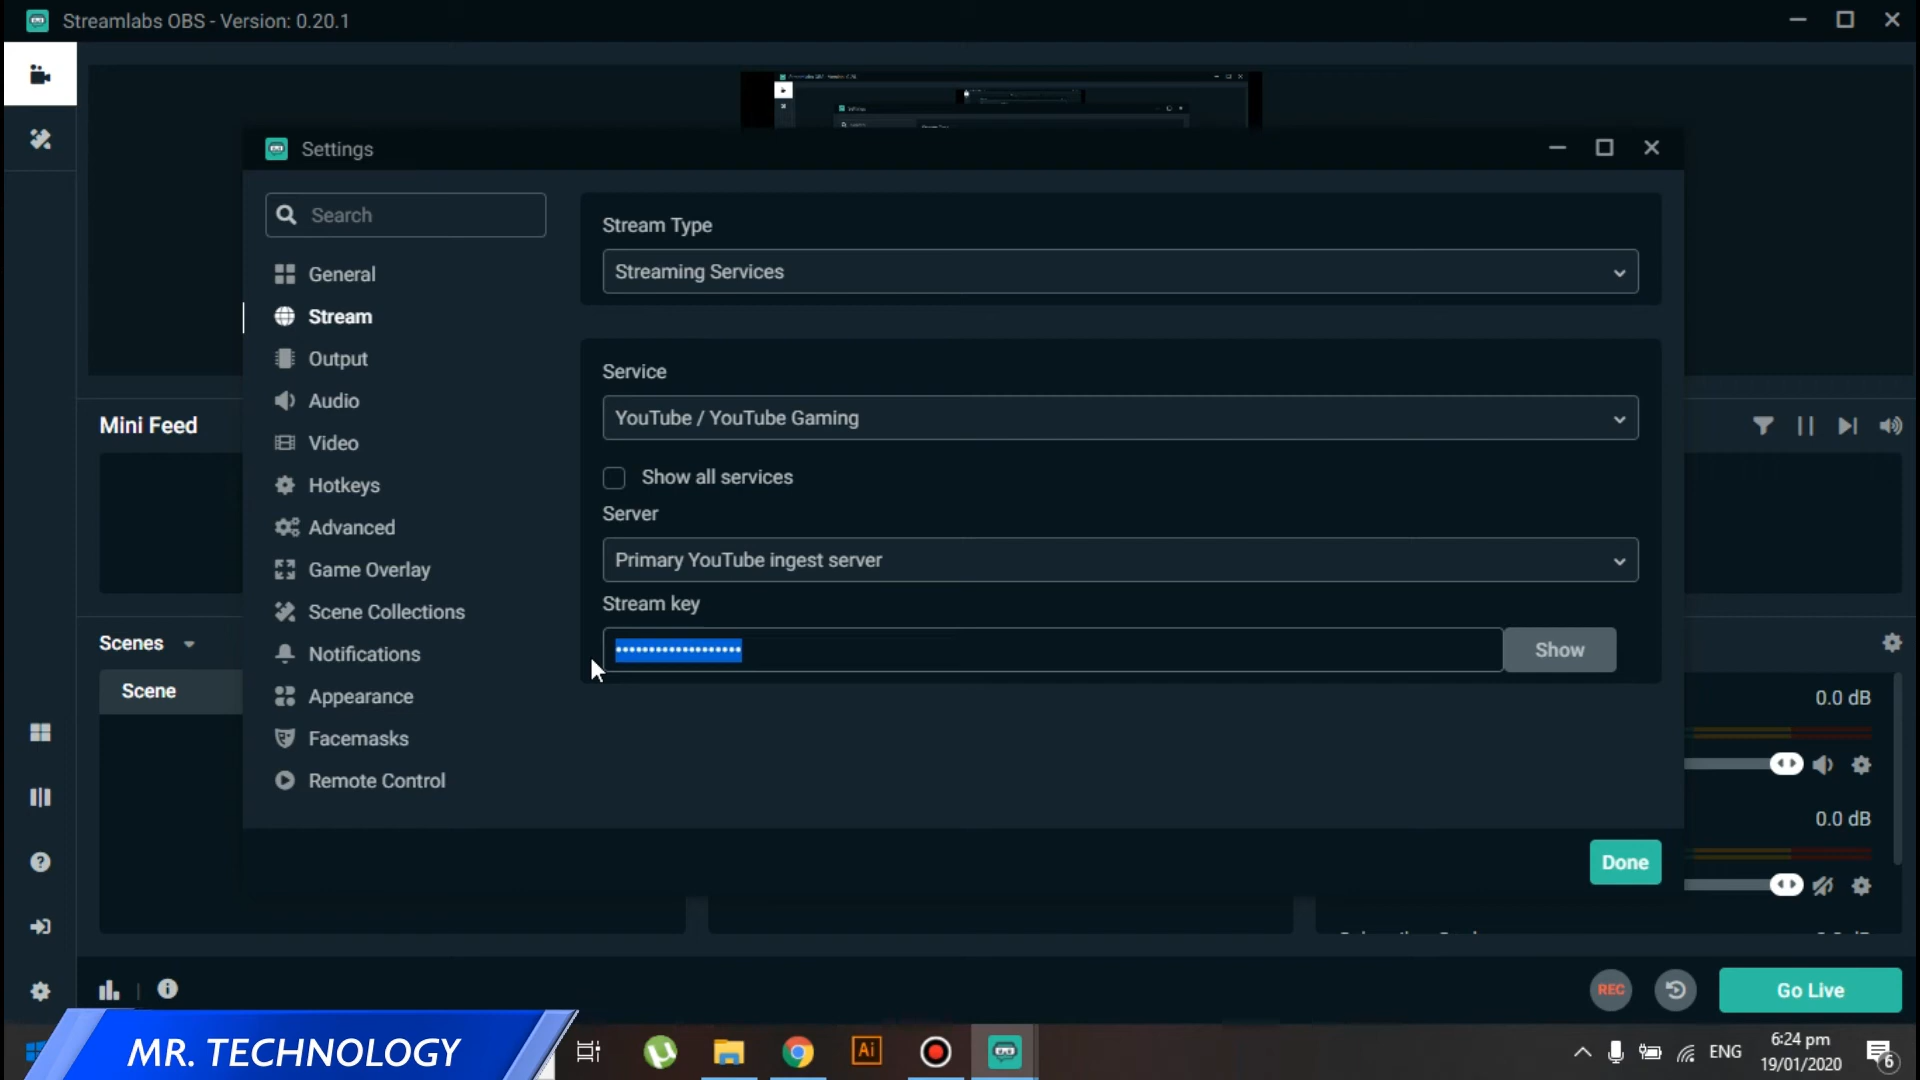 Streamlabs OBS - Version: 0.20.1
Settings
Search
General
Stream
Output
Audio
Video
Hotkeys
Advanced
Game Overlay
Scene Collections
Notifications
Appearance
Facemasks
Remote Control
Stream Type
Streaming Services
Service
YouTube / YouTube Gaming
Show all services
Server
Primary YouTube ingest server
Stream key
•••••••••••••••••••
Show
Done
Mini Feed
Scenes
Scene
0.0 dB
0.0 dB
REC
Go Live
MR. TECHNOLOGY
Ai
ENG
6:24 pm
19/01/2020
6